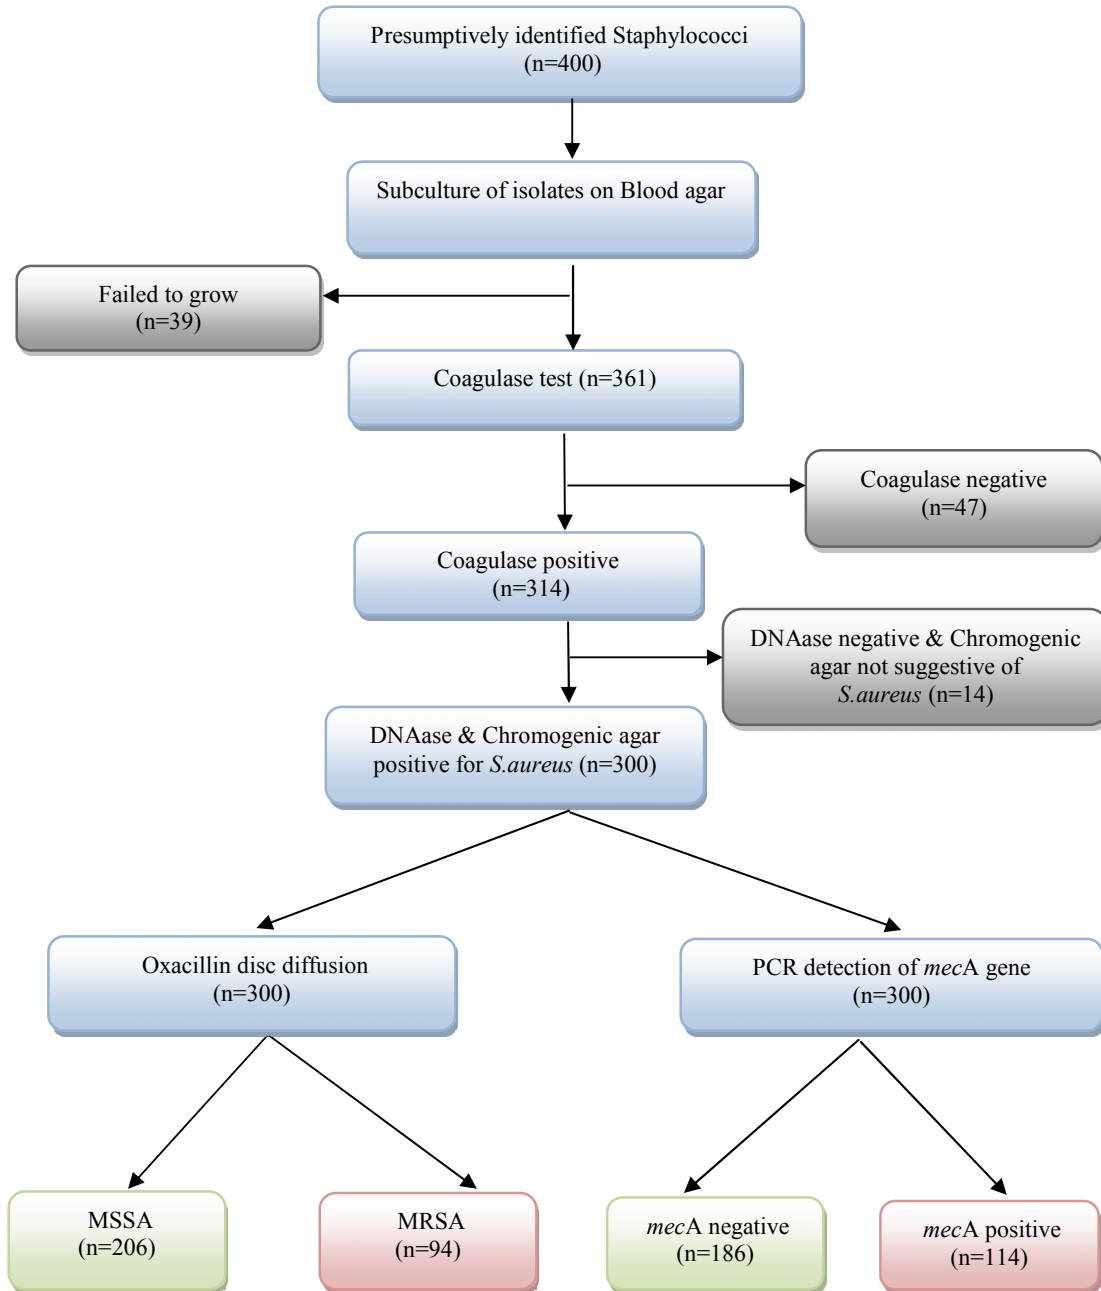 Presumptively identified Staphylococci
(n=400)
Subculture of isolates on Blood agar
Failed to grow
(n=39)
Coagulase test (n=361)
Coagulase negative
(n=47)
Coagulase positive
(n=314)
DNAase negative & Chromogenic
agar not suggestive of
S.aureus (n=14)
DNAase & Chromogenic agar
positive for S.aureus (n=300)
Oxacillin disc diffusion
(n=300)
PCR detection of mecA gene
(n=300)
MSSA
(n=206)
MRSA
(n=94)
mecA negative
(n=186)
mecA positive
(n=114)